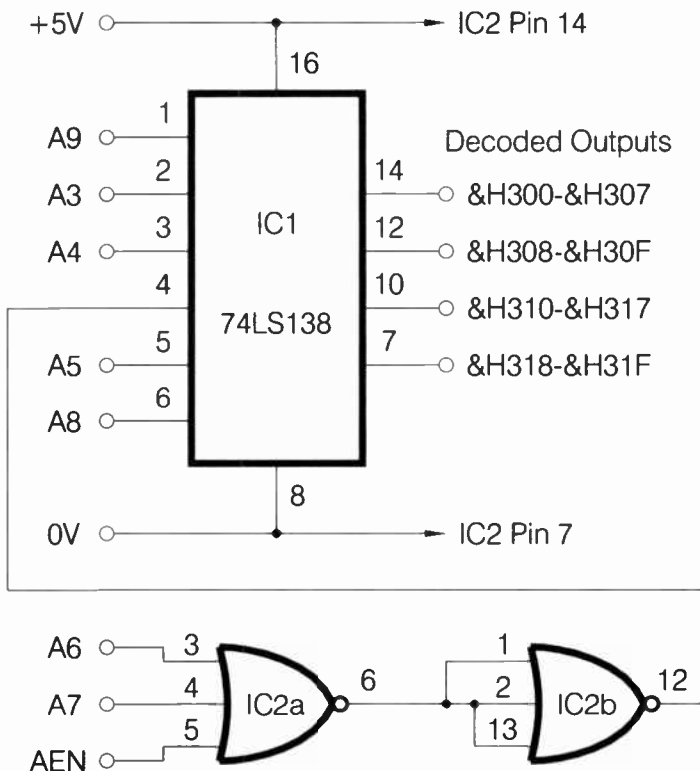 +5V
IC2 Pin 14
16
1
A9
Decoded Outputs
2
A3
14
&H300-&H307
IC1
3
A4
12
&H308-&H30F
4
10
&H310-&H317
74LS138
5
A5
7
&H318-&H31F
6
A8
8
0V
IC2 Pin 7
A6
3
1
A7
4
IC2a
6
2
IC2b
12
AEN
5
13